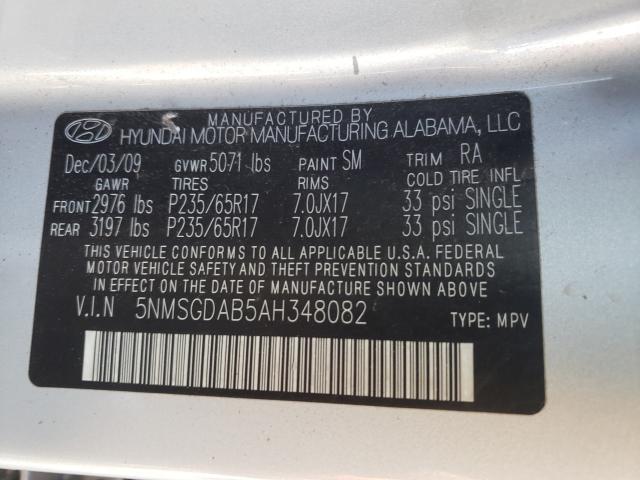 MANUFACTURED BY
HYUNDAI MOTOR MANUFACTURING ALABAMA, LLC
Dec/03/09 GVWR 5071 lbs PAINT SM TRIM RA
GAWR TIRES RIMS COLD TIRE INFL
FRONT 2976 lbs P235/65R17 7.0JX17 33 psi SINGLE
REAR 3197 lbs P235/65R17 7.0JX17 33 psi SINGLE
THIS VEHICLE CONFORMS TO ALL APPLICABLE U.S.A. FEDERAL
MOTOR VEHICLE SAFETY AND THEFT PREVENTION STANDARDS
IN EFFECT ON THE DATE OF MANUFACTURE SHOWN ABOVE.
V.I.N 5NMSGDAB5AH348082 TYPE: MPV